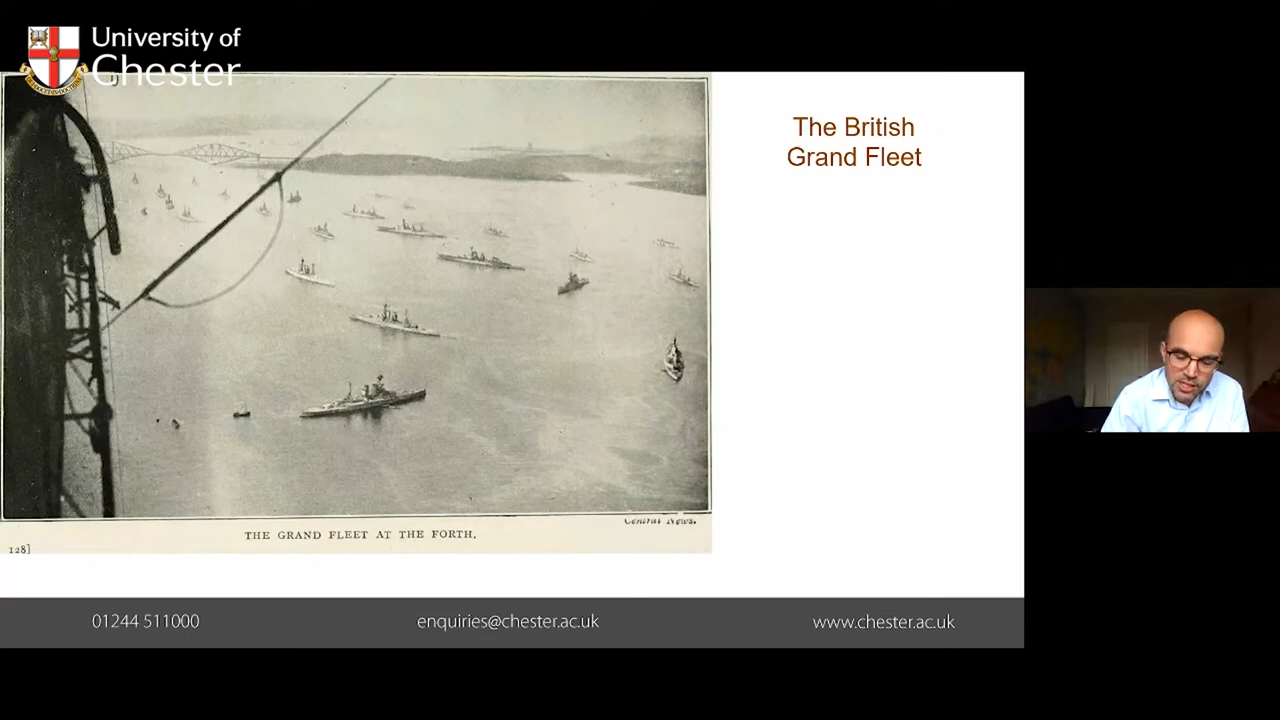 University of
Chester
The British
Grand Fleet
Central News.
THE GRAND FLEET AT THE FORTH,
128]
01244 511000
enquiries@chester.ac.uk
www.chester.ac.uk